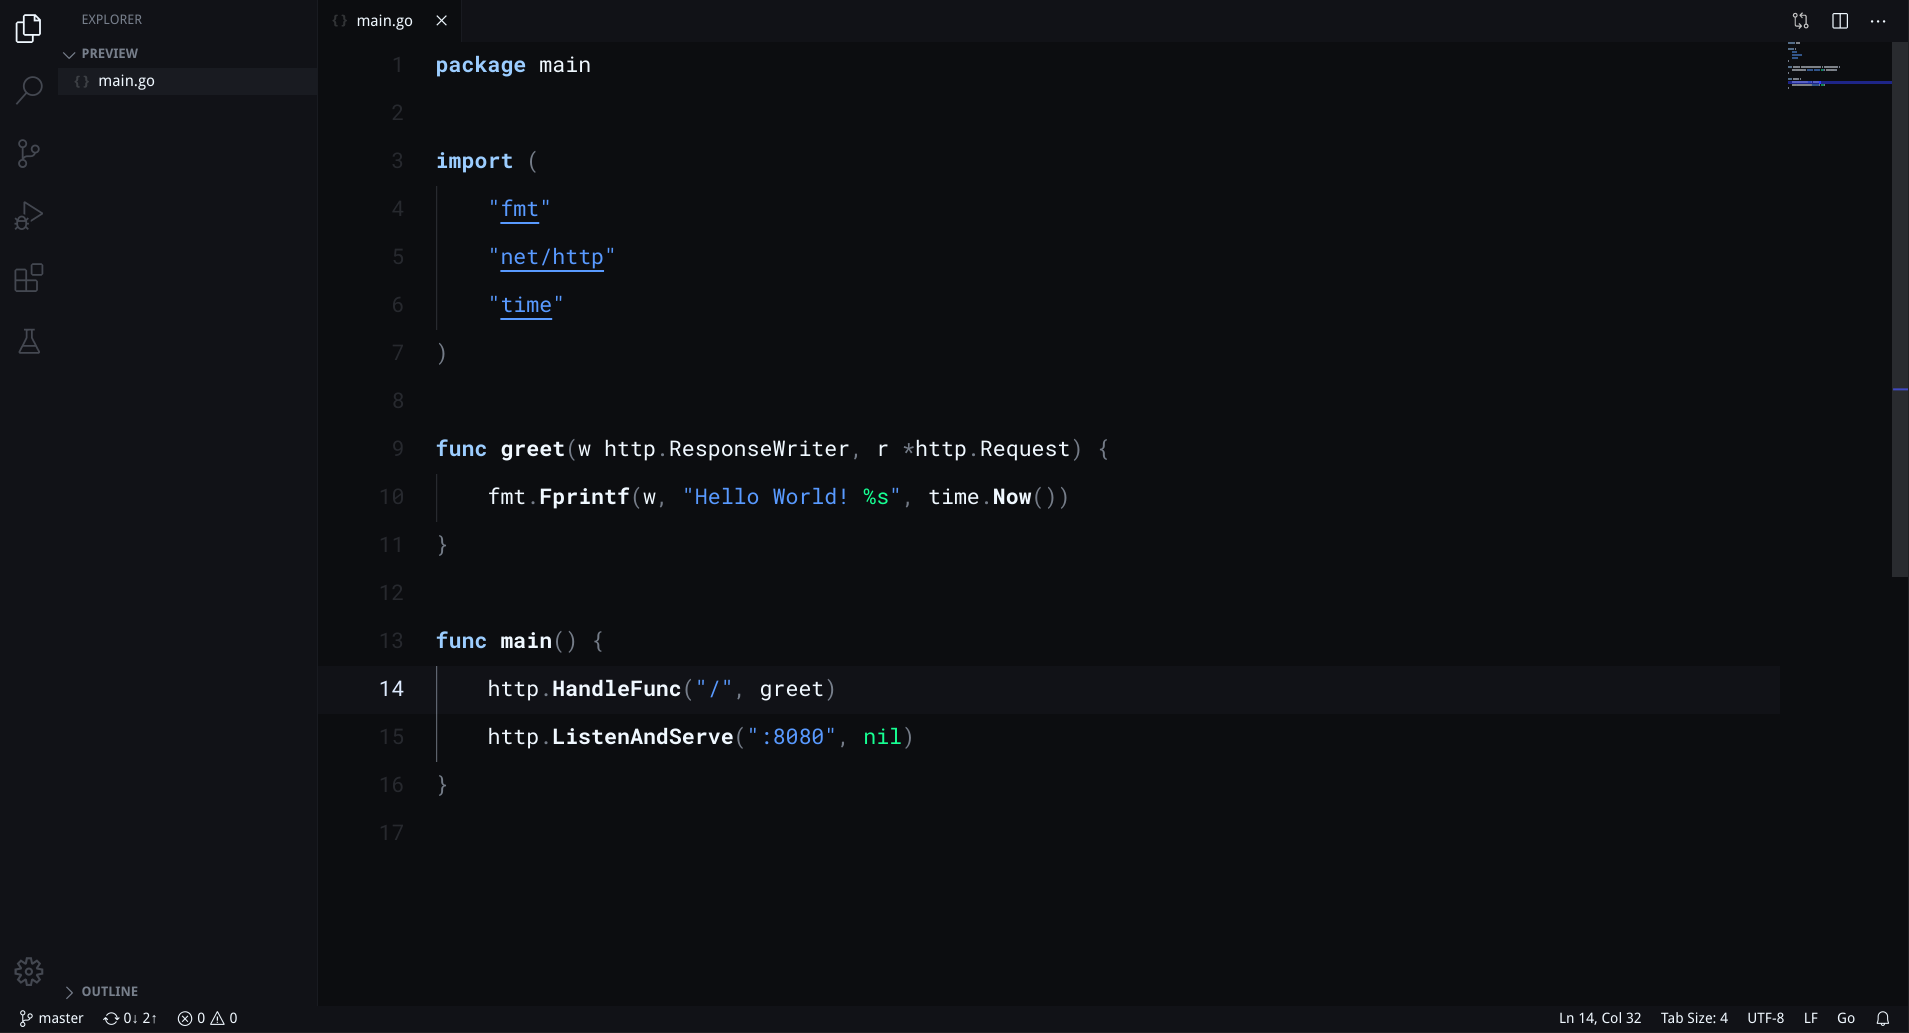 EXPLORER
PREVIEW
{} main.go
OUTLINE
{} main.go ×
1 package main
2
3 import (
4     "fmt"
5     "net/http"
6     "time"
7 )
8
9 func greet(w http.ResponseWriter, r *http.Request) {
10     fmt.Fprintf(w, "Hello World! %s", time.Now())
11 }
12
13 func main() {
14     http.HandleFunc("/", greet)
15     http.ListenAndServe(":8080", nil)
16 }
17
master 0↓ 2↑ 0 0 Ln 14, Col 32 Tab Size: 4 UTF-8 LF Go